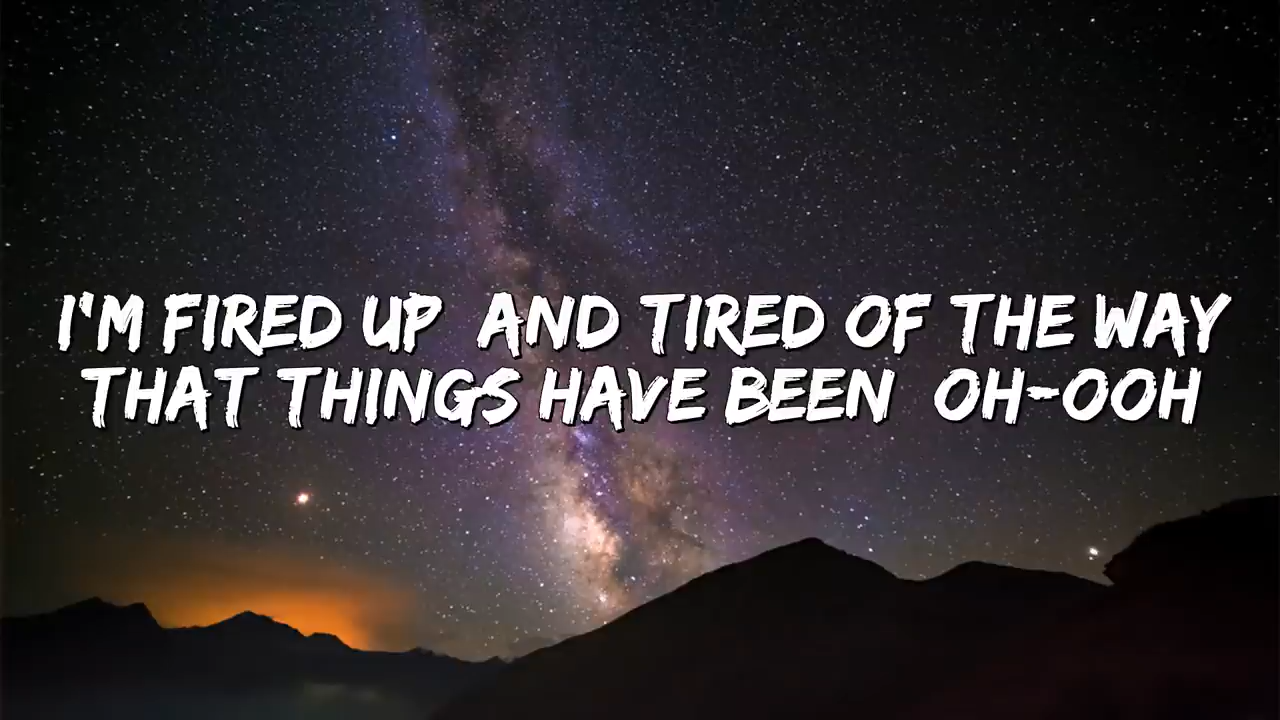 I'M FIRED UP  AND TIRED OF THE WAY
THAT THINGS HAVE BEEN  OH-OOH